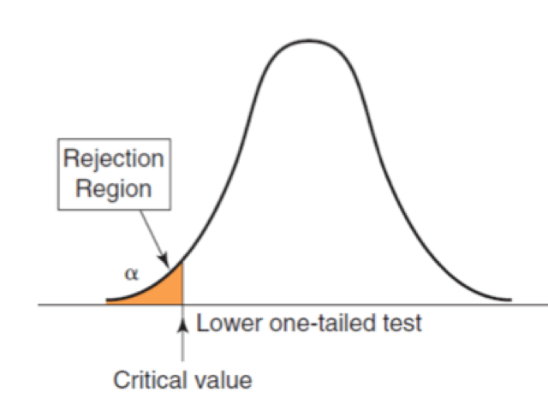 Rejection
Region
α
Lower one-tailed test
Critical value